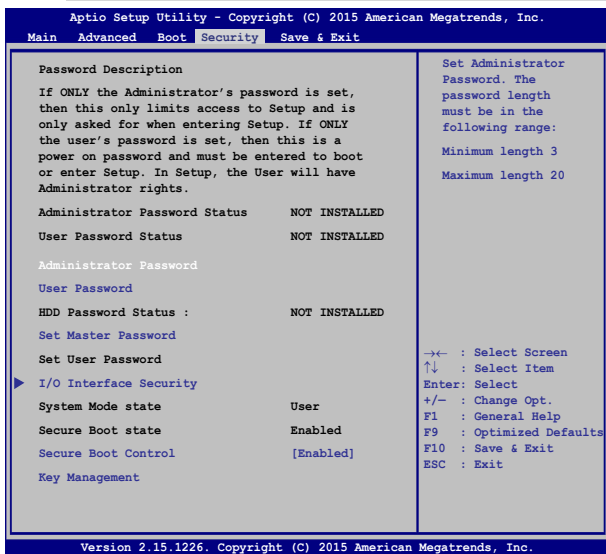 Aptio Setup Utility - Copyright (C) 2015 American Megatrends, Inc.
Main Advanced Boot Security Save & Exit
Password Description
If ONLY the Administrator's password is set,
then this only limits access to Setup and is
only asked for when entering Setup. If ONLY
the user's password is set, then this is a
power on password and must be entered to boot
or enter Setup. In Setup, the User will have
Administrator rights.
Administrator Password Status NOT INSTALLED
User Password Status NOT INSTALLED
Administrator Password
User Password
HDD Password Status : NOT INSTALLED
Set Master Password
Set User Password
I/O Interface Security
System Mode state User
Secure Boot state Enabled
Secure Boot Control [Enabled]
Key Management
Set Administrator
Password. The
password length
must be in the
following range:
Minimum length 3
Maximum length 20
→← : Select Screen
↑↓ : Select Item
Enter: Select
+/— : Change Opt.
F1 : General Help
F9 : Optimized Defaults
F10 : Save & Exit
ESC : Exit
Version 2.15.1226. Copyright (C) 2015 American Megatrends, Inc.